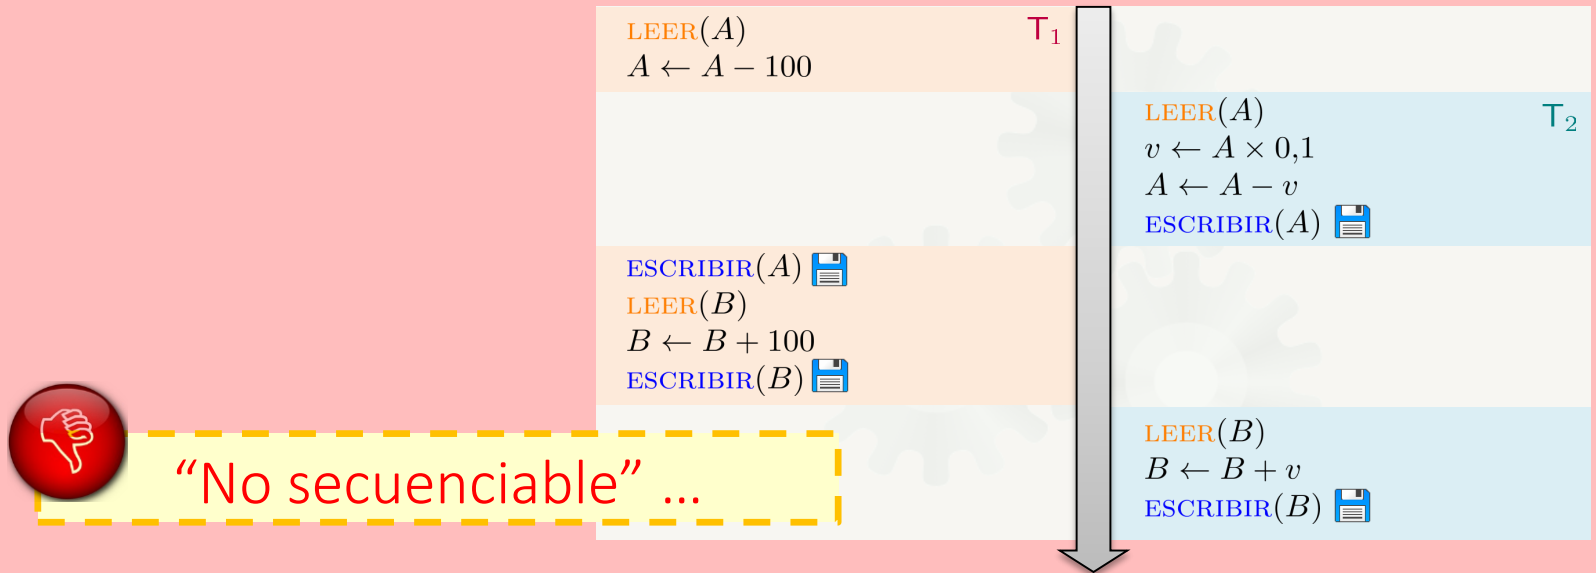 LEER(A)
A ← A − 100
T₁
LEER(A)
v ← A × 0,1
A ← A − v
ESCRIBIR(A)
T₂
ESCRIBIR(A)
LEER(B)
B ← B + 100
ESCRIBIR(B)
LEER(B)
B ← B + v
ESCRIBIR(B)
“No secuenciable” ...